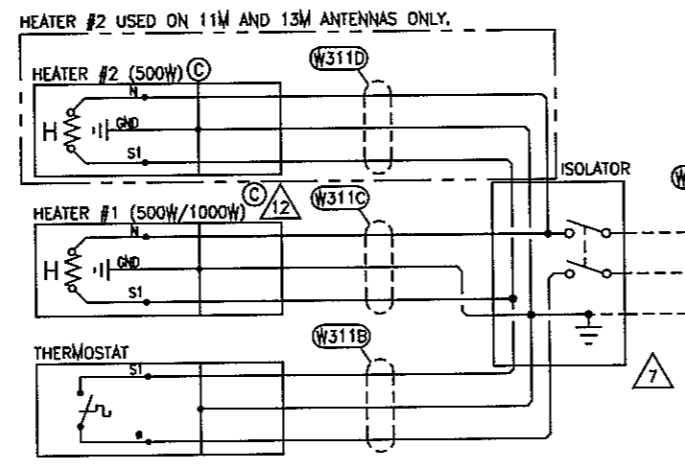 HEATER #2 USED ON 11M AND 13M ANTENNAS ONLY.
HEATER #2 (500W) C
W311D
N
H
GND
S1
ISOLATOR
W
HEATER #1 (500W/1000W) C 12
W311C
N
H
GND
S1
THERMOSTAT
W311B
S1
7